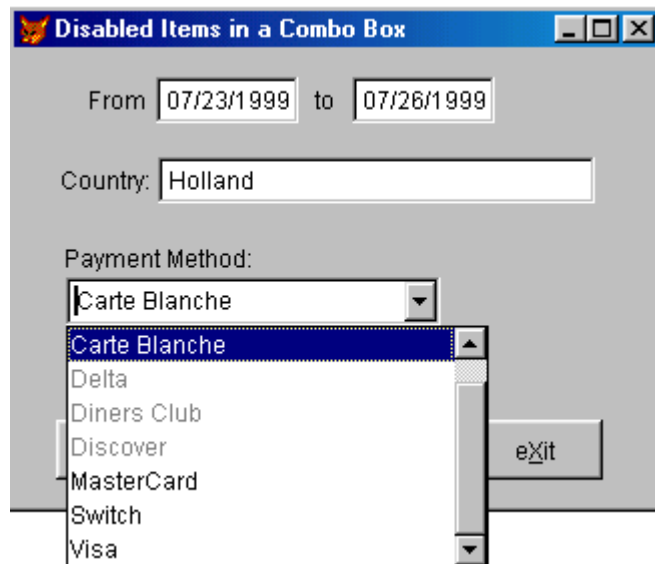 Disabled Items in a Combo Box
From 07/23/1999 to 07/26/1999
Country: Holland
Payment Method:
Carte Blanche
Carte Blanche
Delta
Diners Club
Discover
eXit
MasterCard
Switch
Visa